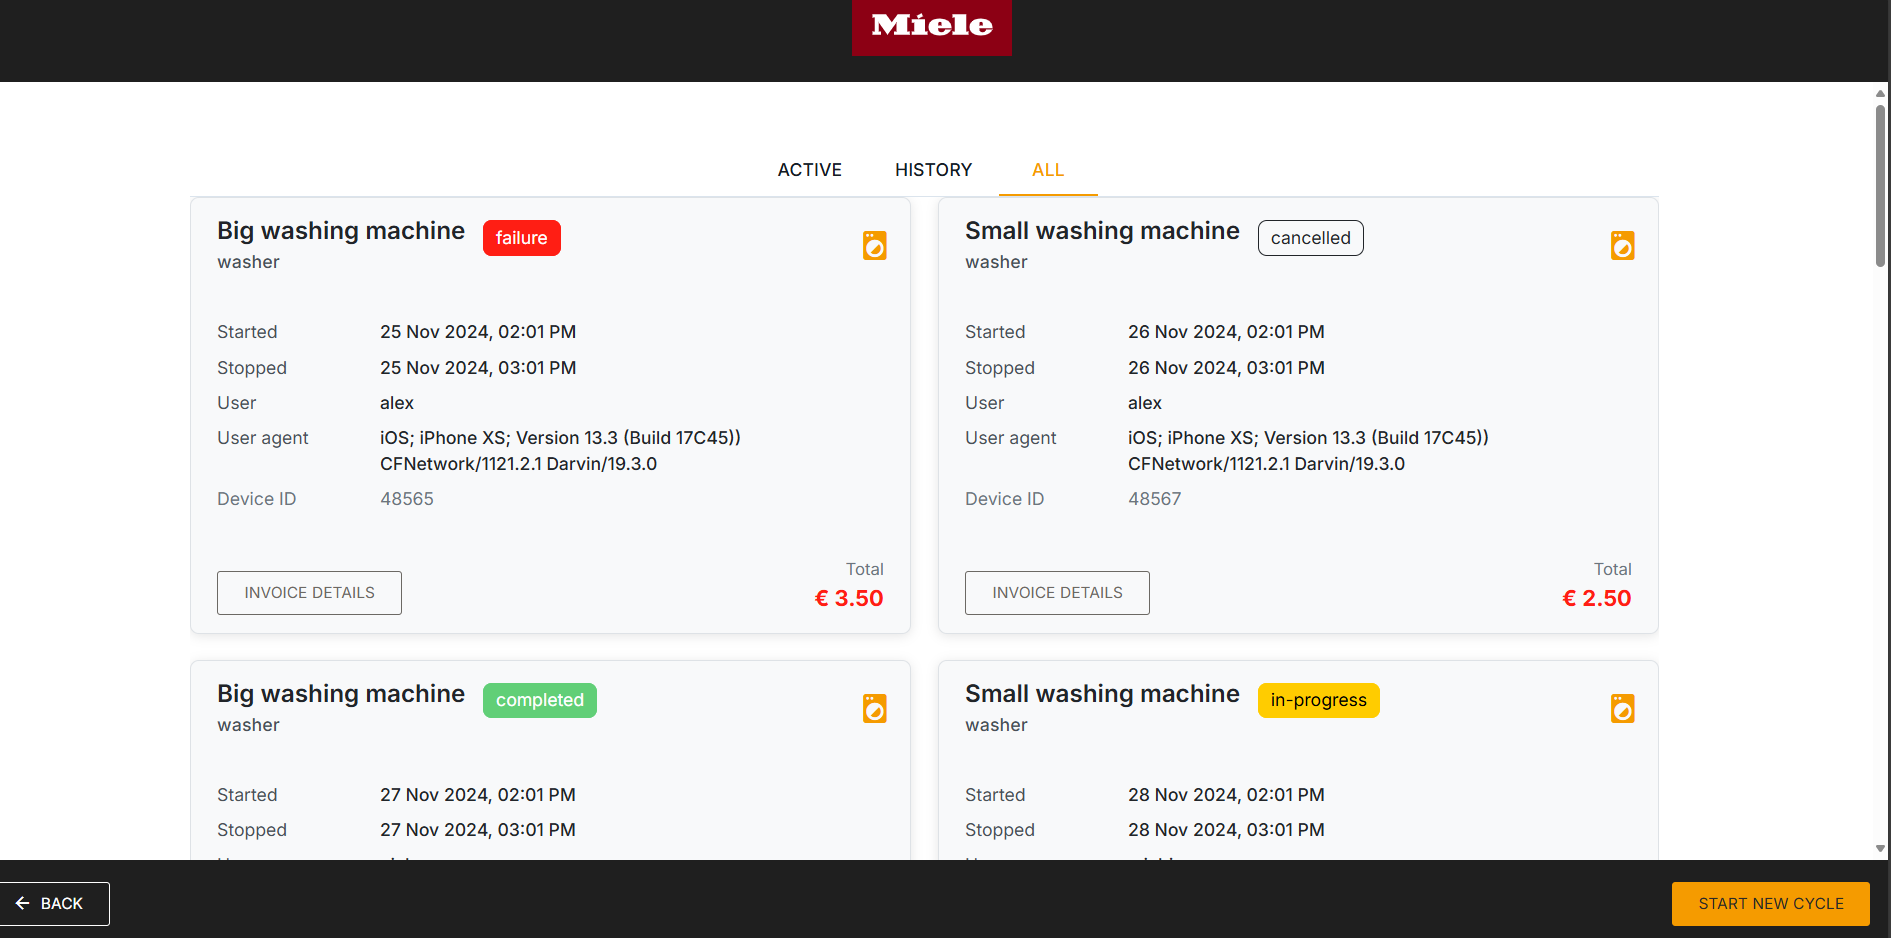 Miele
ACTIVE HISTORY ALL
Big washing machine failure
washer
Started 25 Nov 2024, 02:01 PM
Stopped 25 Nov 2024, 03:01 PM
User alex
User agent iOS; iPhone XS; Version 13.3 (Build 17C45))
CFNetwork/1121.2.1 Darvin/19.3.0
Device ID 48565
Total
INVOICE DETAILS € 3.50
Small washing machine cancelled
washer
Started 26 Nov 2024, 02:01 PM
Stopped 26 Nov 2024, 03:01 PM
User alex
User agent iOS; iPhone XS; Version 13.3 (Build 17C45))
CFNetwork/1121.2.1 Darvin/19.3.0
Device ID 48567
Total
INVOICE DETAILS € 2.50
Big washing machine completed
washer
Started 27 Nov 2024, 02:01 PM
Stopped 27 Nov 2024, 03:01 PM
Small washing machine in-progress
washer
Started 28 Nov 2024, 02:01 PM
Stopped 28 Nov 2024, 03:01 PM
← BACK
START NEW CYCLE